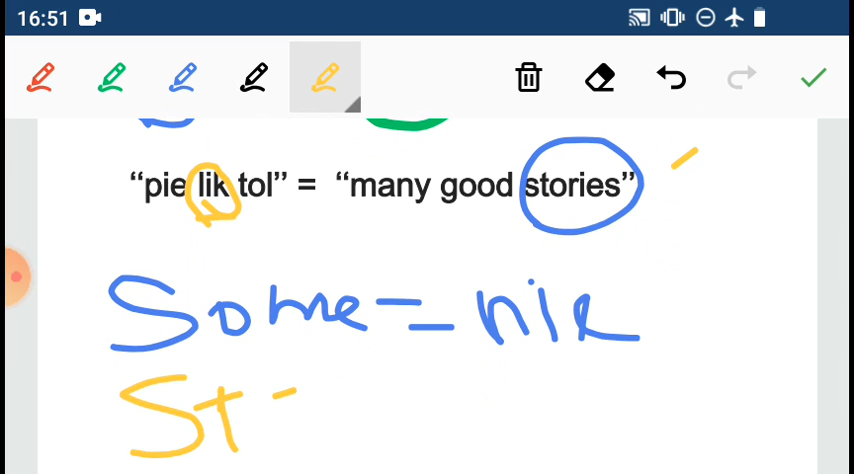 16:51
“pie lik tol” = “many good stories”
Some = nik
St -